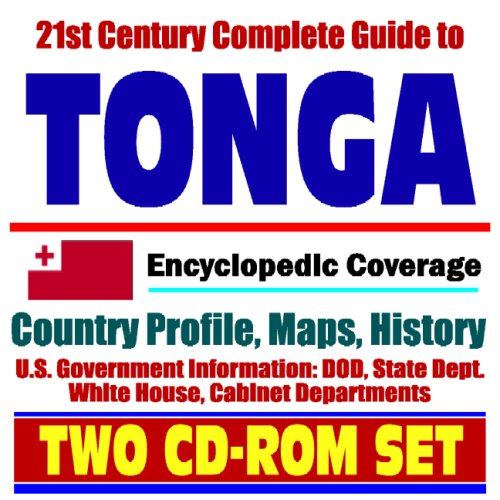 21st Century Complete Guide to
TONGA
Encyclopedic Coverage
Country Profile, Maps, History
U.S. Government Information: DOD, State Dept.
White House, Cabinet Departments
TWO CD-ROM SET